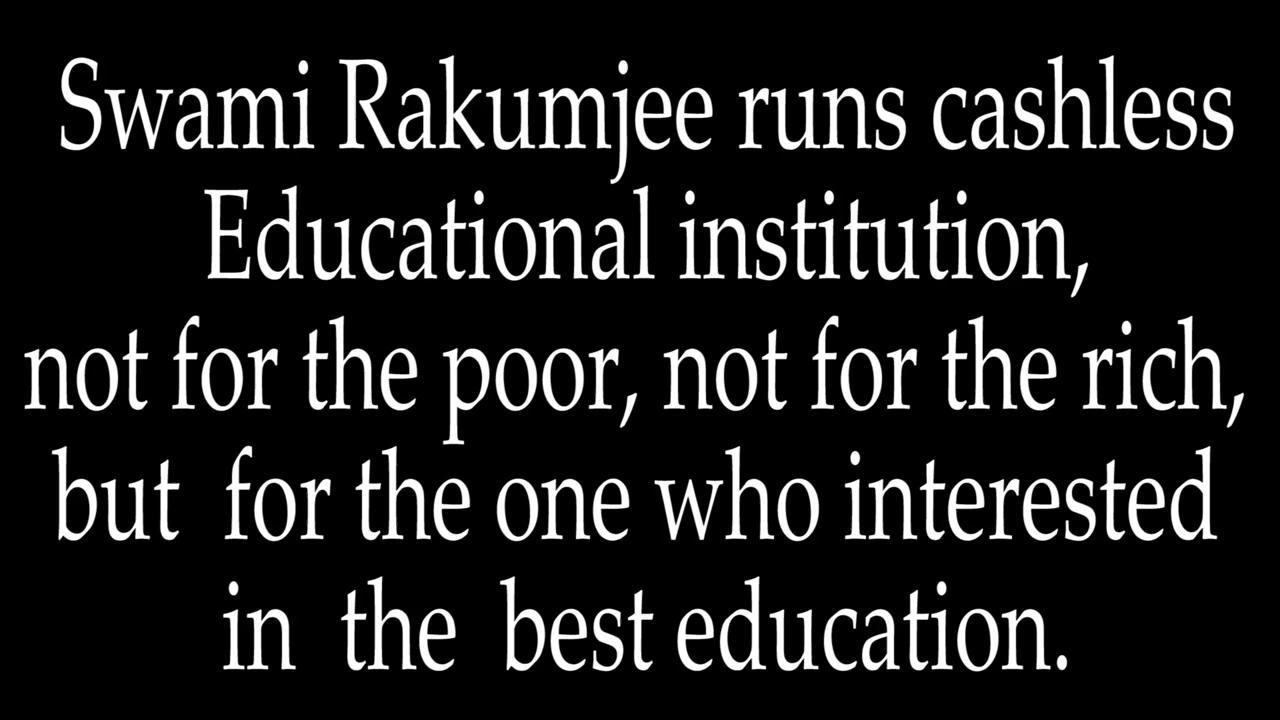 Swami Rakumjee runs cashless
Educational institution,
not for the poor, not for the rich,
but for the one who interested
in the best education.